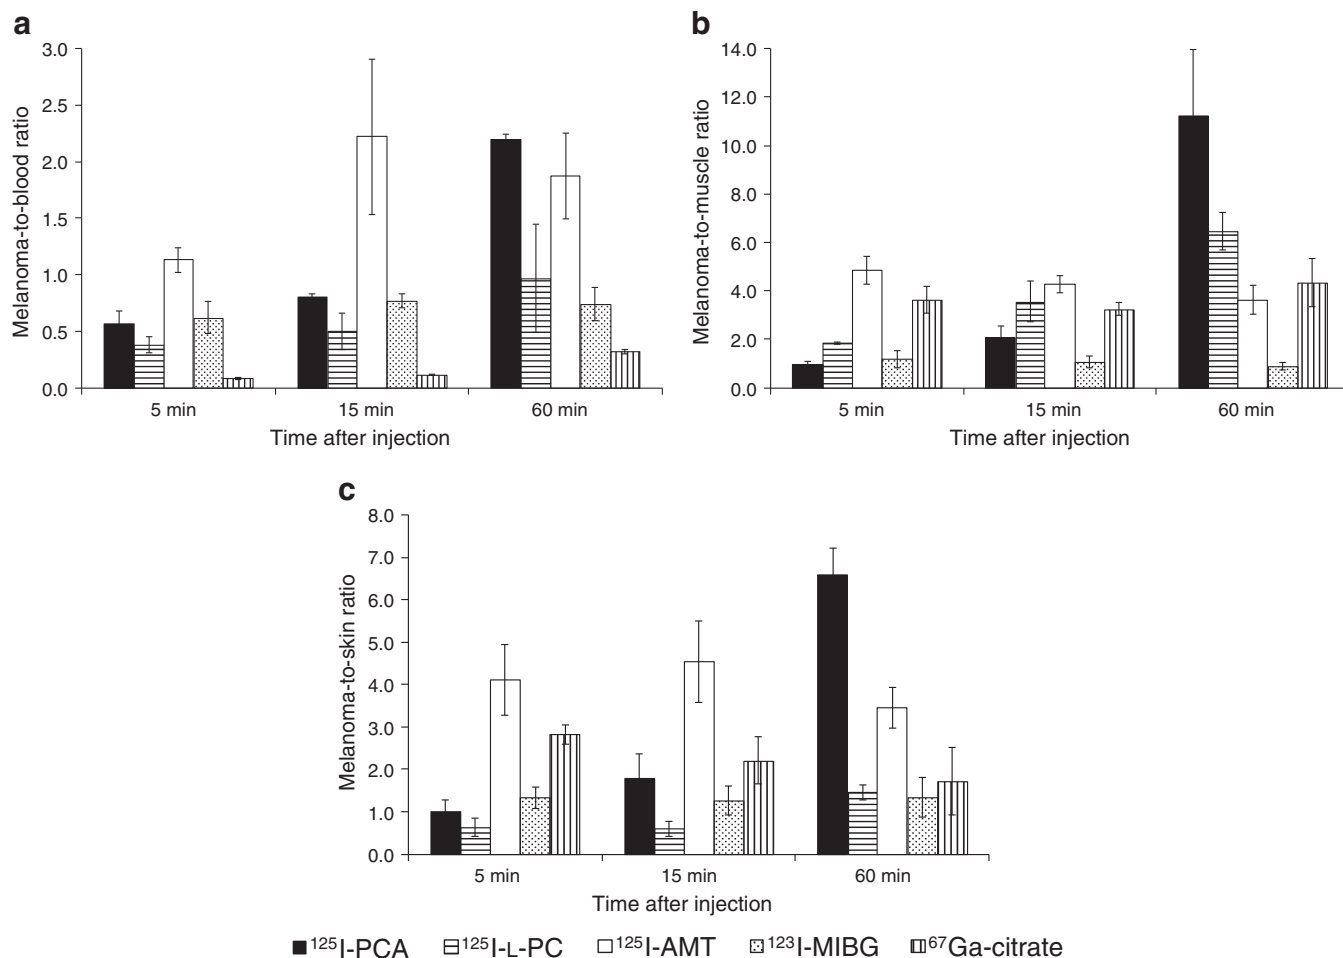 a
Melanoma-to-blood ratio
3.0
2.5
2.0
1.5
1.0
0.5
0.0
5 min 15 min 60 min
Time after injection
b
Melanoma-to-muscle ratio
14.0
12.0
10.0
8.0
6.0
4.0
2.0
0.0
5 min 15 min 60 min
Time after injection
c
Melanoma-to-skin ratio
8.0
7.0
6.0
5.0
4.0
3.0
2.0
1.0
0.0
5 min 15 min 60 min
Time after injection
¹²⁵I-PCA ¹²⁵I-L-PC ¹²⁵I-AMT ¹²³I-MIBG ⁶⁷Ga-citrate